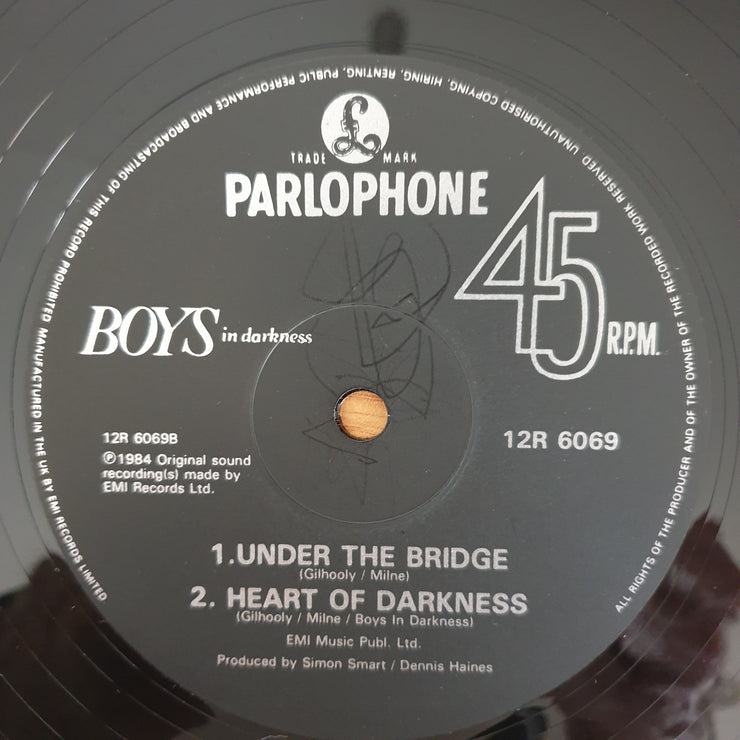 ALL RIGHTS OF THE PRODUCER AND OF THE OWNER OF THE RECORDED WORK RESERVED UNAUTHORISED COPYING, HIRING, RENTING, PUBLIC PERFORMANCE AND BROADCASTING OF THIS RECORD PROHIBITED MANUFACTURED IN THE UK BY EMI RECORDS LIMITED
£
TRADE MARK
PARLOPHONE
45 R.P.M.
BOYS in darkness
12R 6069B
12R 6069
℗1984 Original sound
recording(s) made by
EMI Records Ltd.
1.UNDER THE BRIDGE
(Gilhooly / Milne)
2. HEART OF DARKNESS
(Gilhooly / Milne / Boys In Darkness)
EMI Music Publ. Ltd.
Produced by Simon Smart / Dennis Haines